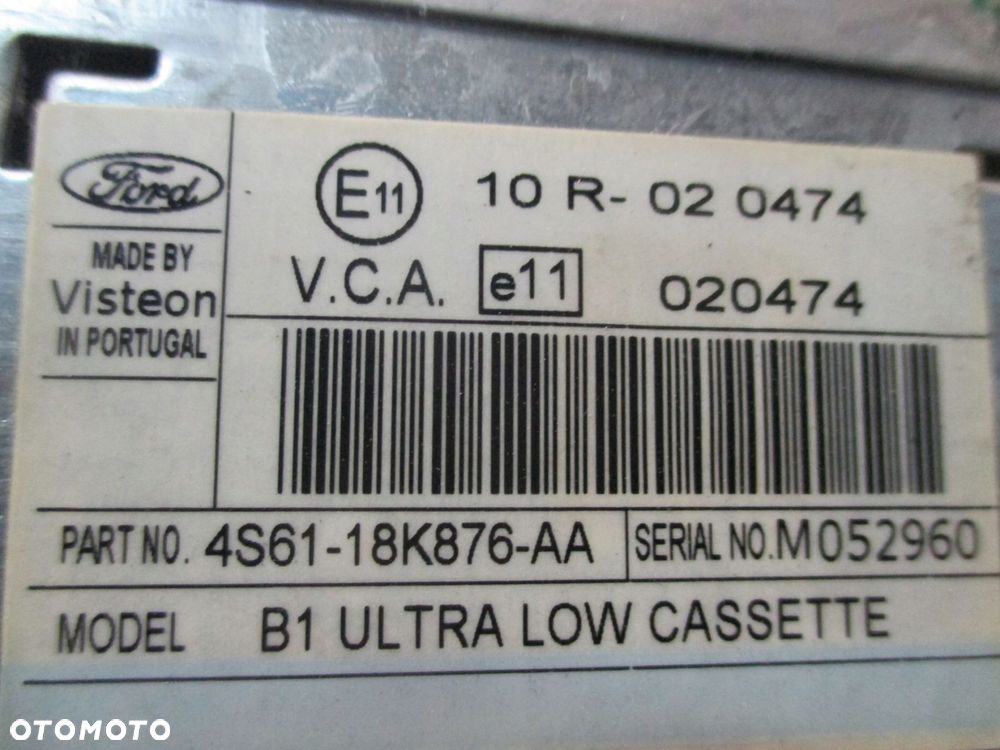 Ford
MADE BY
Visteon
IN PORTUGAL
E11 10 R- 02 0474
V.C.A. e11 020474
PART NO. 4S61-18K876-AA SERIAL NO.M052960
MODEL B1 ULTRA LOW CASSETTE
OTOMOTO